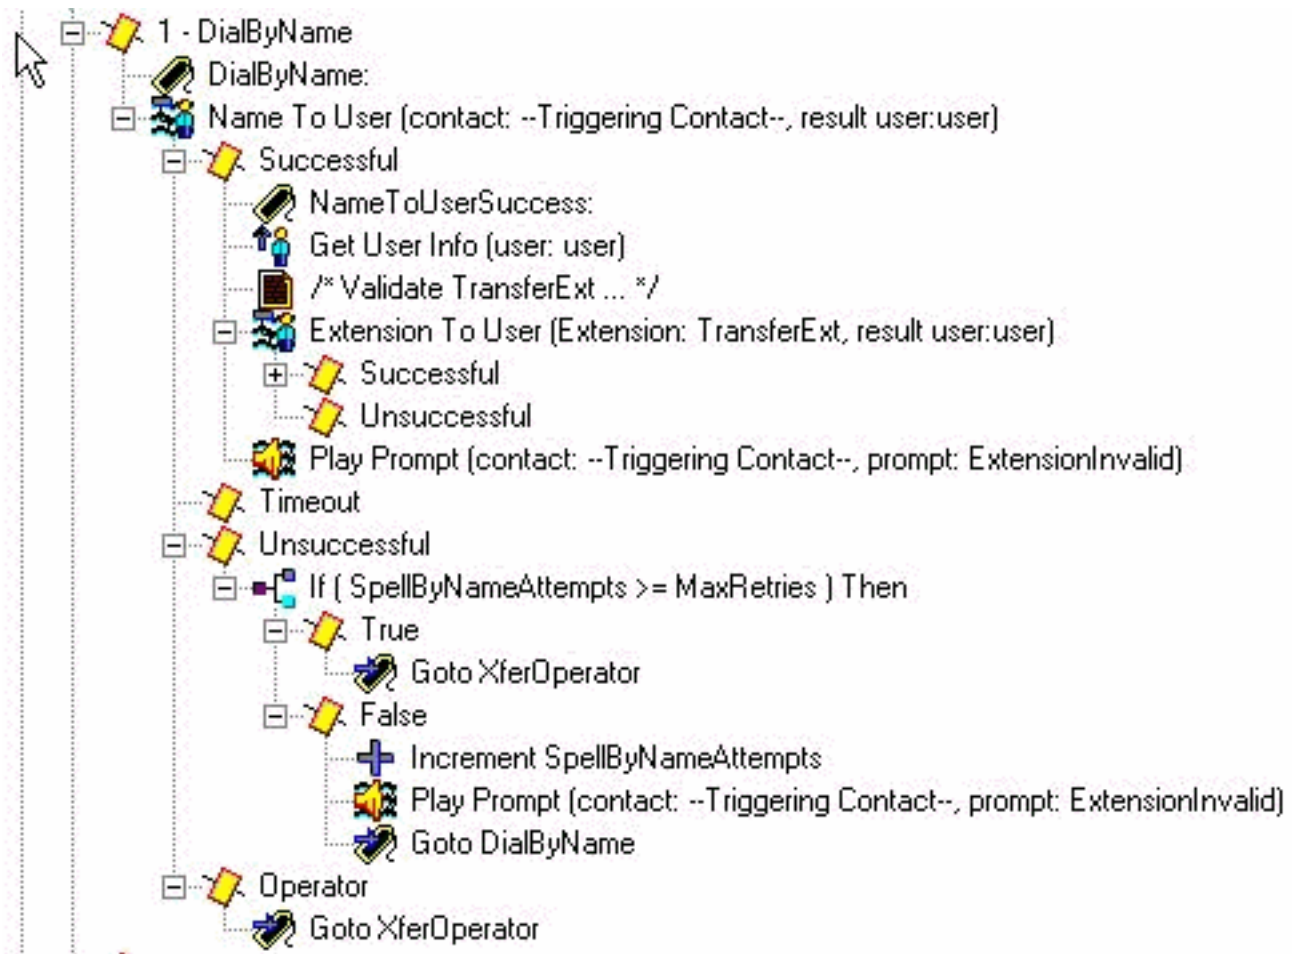 1 - DialByName
DialByName:
Name To User (contact: --Triggering Contact--, result user:user)
Successful
NameToUserSuccess:
Get User Info (user: user)
/* Validate TransferExt ... */
Extension To User (Extension: TransferExt, result user:user)
Successful
Unsuccessful
Play Prompt (contact: --Triggering Contact--, prompt: ExtensionInvalid)
Timeout
Unsuccessful
If ( SpellByNameAttempts >= MaxRetries ) Then
True
Goto XferOperator
False
Increment SpellByNameAttempts
Play Prompt (contact: --Triggering Contact--, prompt: ExtensionInvalid)
Goto DialByName
Operator
Goto XferOperator